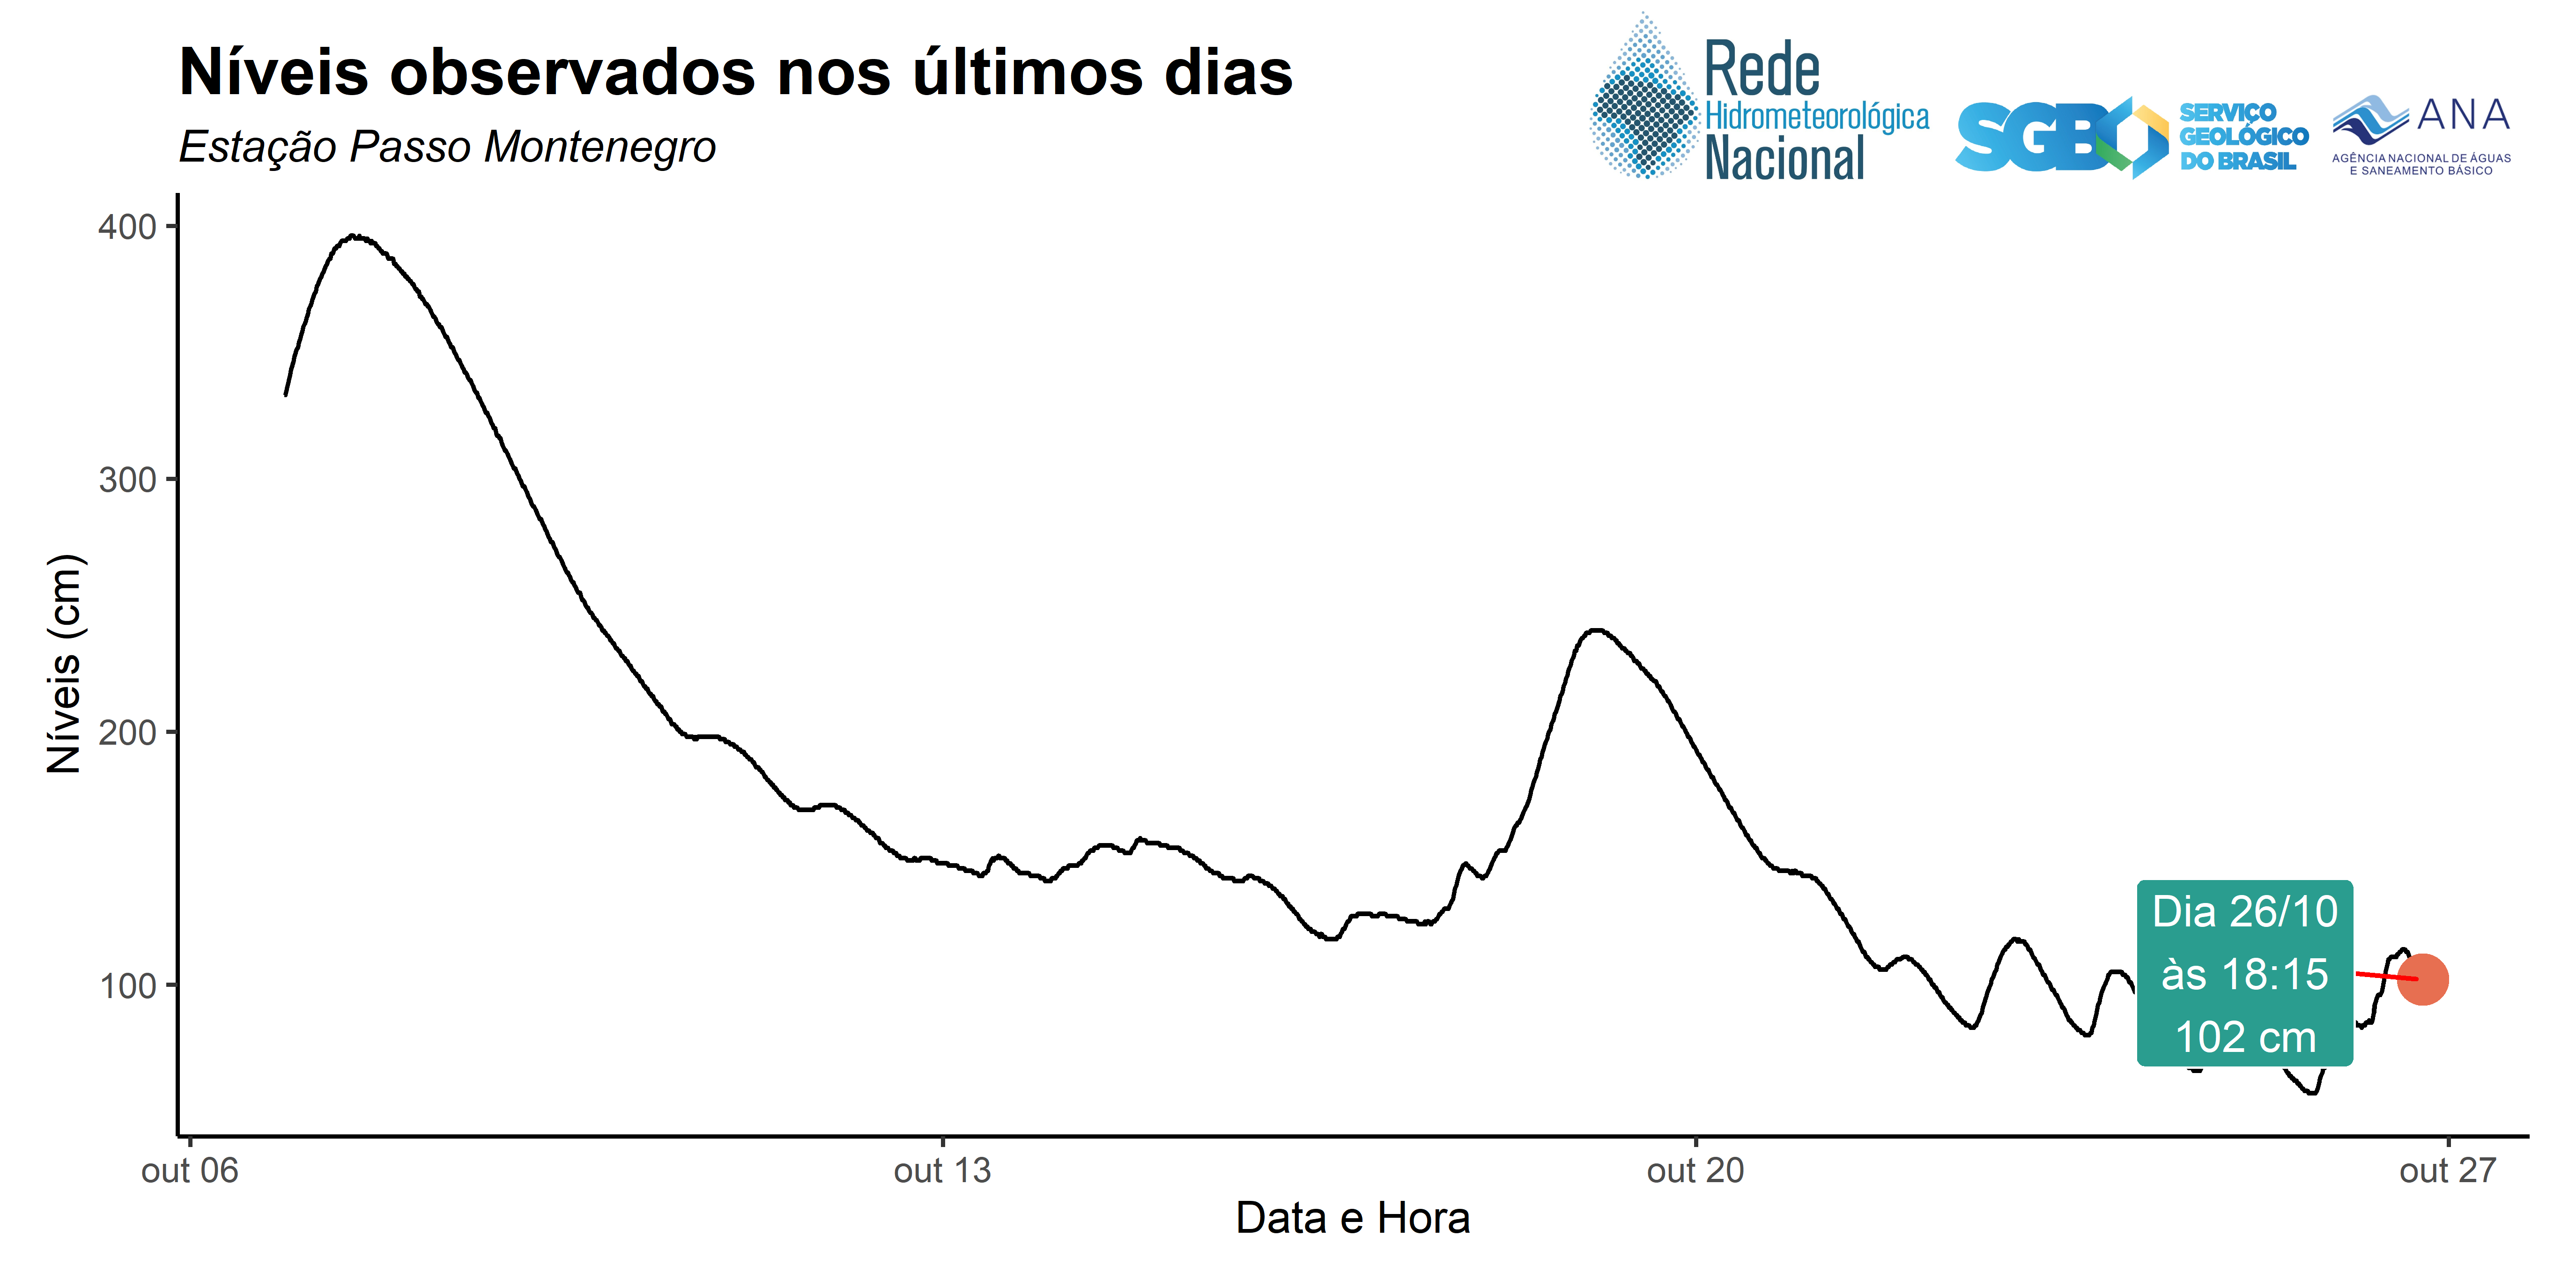 Níveis observados nos últimos dias
Estação Passo Montenegro
Rede
Hidrometeorológica
Nacional
SGB
SERVIÇO
GEOLÓGICO
DO BRASIL
ANA
AGÊNCIA NACIONAL DE ÁGUAS
E SANEAMENTO BÁSICO
Níveis (cm)
400
300
200
100
Dia 26/10
às 18:15
102 cm
out 06
out 13
out 20
out 27
Data e Hora